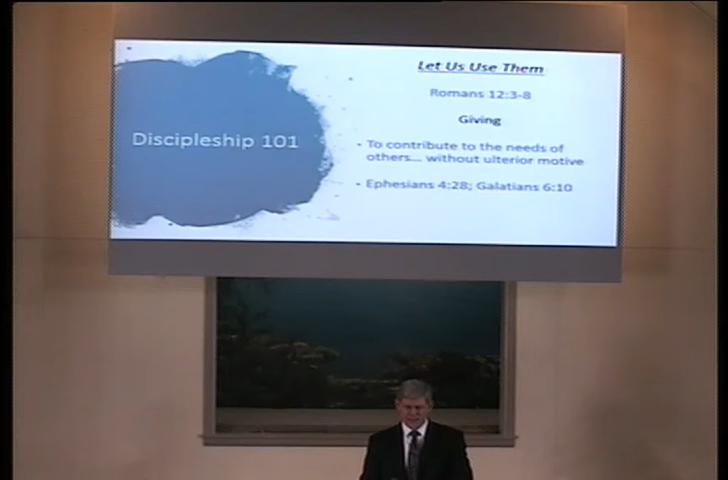 Discipleship 101
Let Us Use Them
Romans 12:3-8
Giving
- To contribute to the needs of
others... without ulterior motive
- Ephesians 4:28; Galatians 6:10